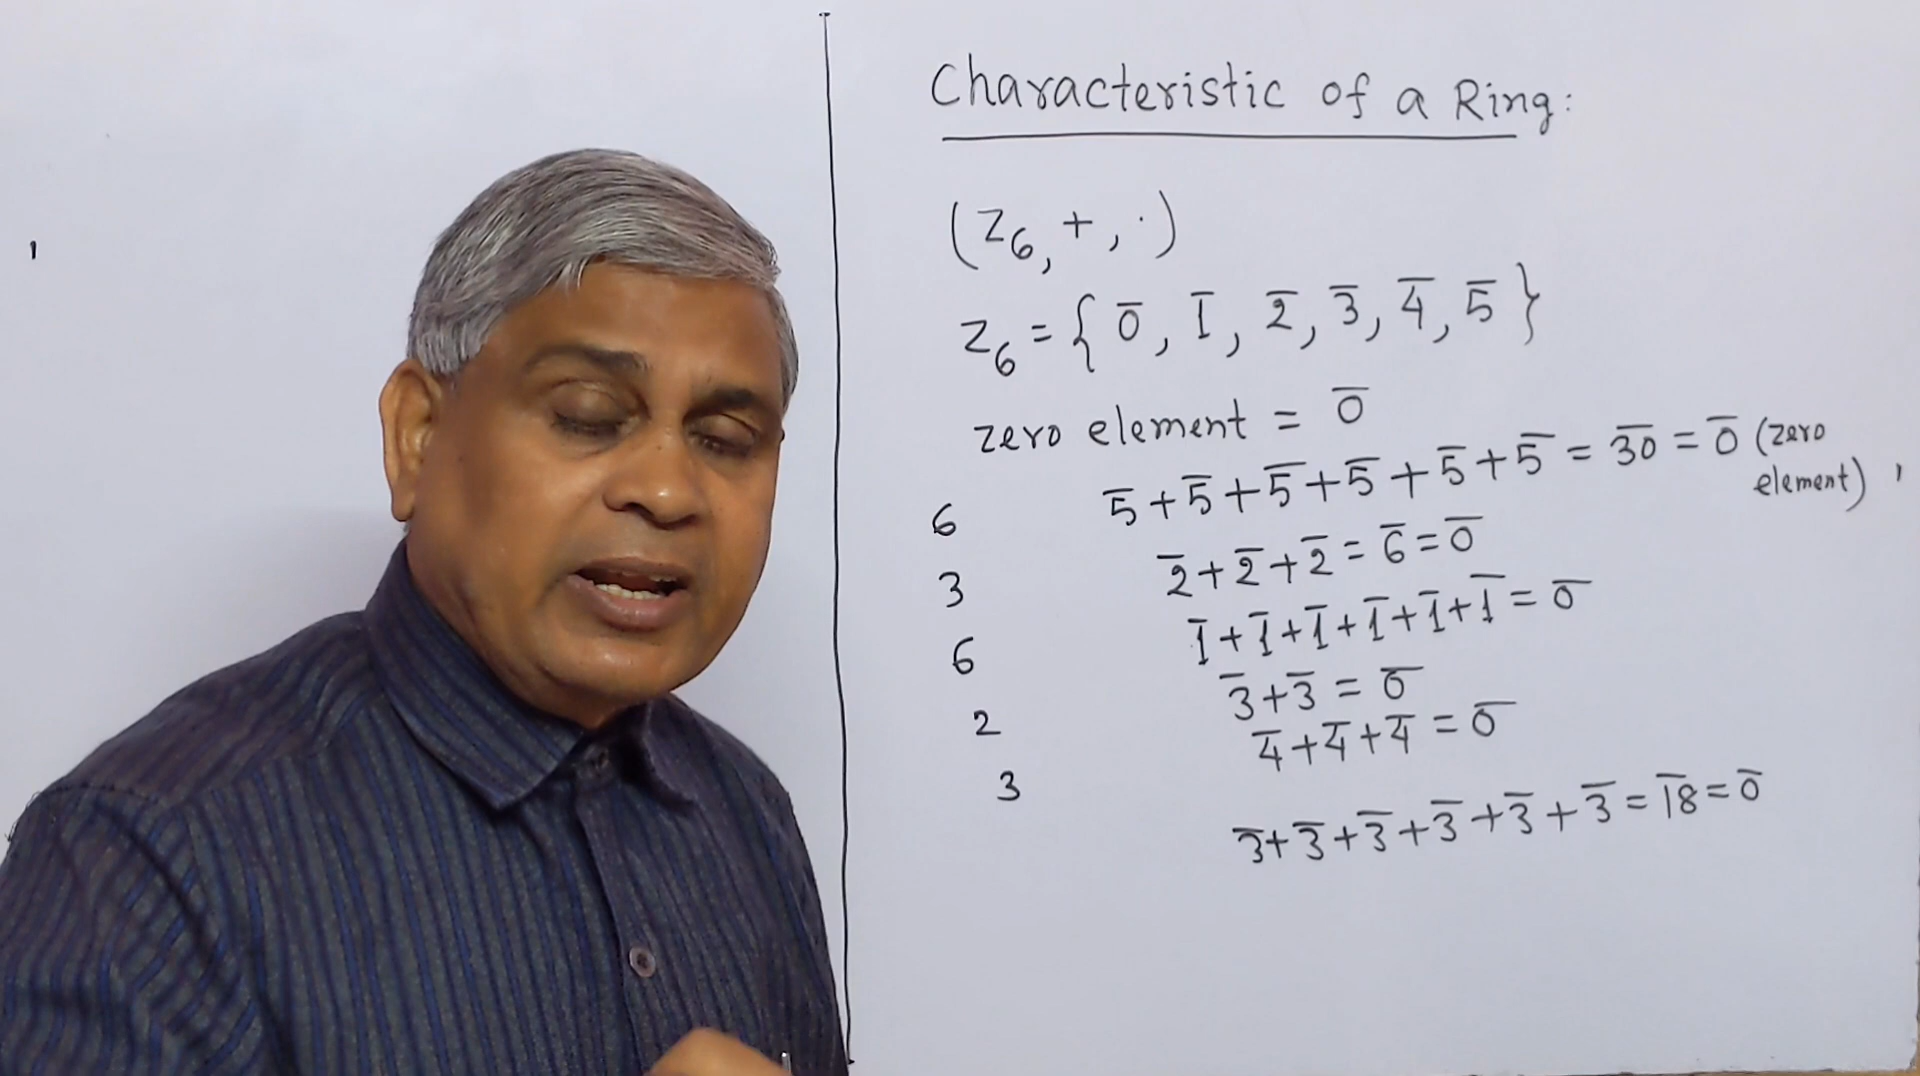 Characteristic of a Ring:
(Z₆, +, ·)
Z₆ = { 0̅, 1̅, 2̅, 3̅, 4̅, 5̅ }
zero element = 0̅
6 5̅+5̅+5̅+5̅+5̅+5̅ = 3̅0̅ = 0̅ (zero element),
3 2̅+2̅+2̅ = 6̅ = 0̅
6 1̅+1̅+1̅+1̅+1̅+1̅ = 0̅
2 3̅+3̅ = 0̅
3 4̅+4̅+4̅ = 0̅
3̅+3̅+3̅+3̅+3̅+3̅ = 1̅8̅ = 0̅